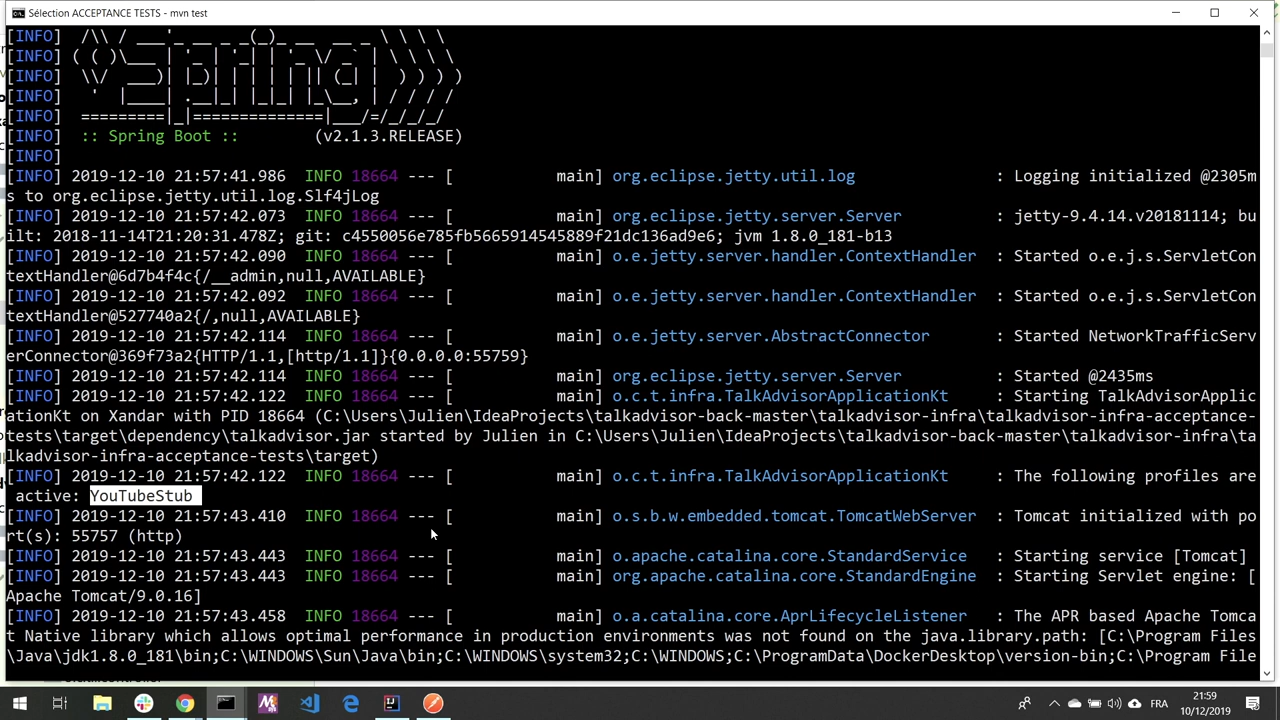 Sélection ACCEPTANCE TESTS - mvn test
[INFO]  /\\ / ___'_ __ _ _(_)_ __  __ _ \ \ \ \
[INFO] ( ( )\___ | '_ | '_| | '_ \/ _` | \ \ \ \
[INFO]  \\/  ___)| |_)| | | | | || (_| |  ) ) ) )
[INFO]   '  |____| .__|_| |_|_| |_\__, | / / / /
[INFO]  =========|_|==============|___/=/_/_/_/
[INFO]  :: Spring Boot ::        (v2.1.3.RELEASE)
[INFO]
[INFO] 2019-12-10 21:57:41.986  INFO 18664 --- [           main] org.eclipse.jetty.util.log               : Logging initialized @2305m
s to org.eclipse.jetty.util.log.Slf4jLog
[INFO] 2019-12-10 21:57:42.073  INFO 18664 --- [           main] org.eclipse.jetty.server.Server          : jetty-9.4.14.v20181114; bu
ilt: 2018-11-14T21:20:31.478Z; git: c4550056e785fb5665914545889f21dc136ad9e6; jvm 1.8.0_181-b13
[INFO] 2019-12-10 21:57:42.090  INFO 18664 --- [           main] o.e.jetty.server.handler.ContextHandler  : Started o.e.j.s.ServletCon
textHandler@6d7b4f4c{/__admin,null,AVAILABLE}
[INFO] 2019-12-10 21:57:42.092  INFO 18664 --- [           main] o.e.jetty.server.handler.ContextHandler  : Started o.e.j.s.ServletCon
textHandler@527740a2{/,null,AVAILABLE}
[INFO] 2019-12-10 21:57:42.114  INFO 18664 --- [           main] o.e.jetty.server.AbstractConnector       : Started NetworkTrafficServ
erConnector@369f73a2{HTTP/1.1,[http/1.1]}{0.0.0.0:55759}
[INFO] 2019-12-10 21:57:42.114  INFO 18664 --- [           main] org.eclipse.jetty.server.Server          : Started @2435ms
[INFO] 2019-12-10 21:57:42.122  INFO 18664 --- [           main] o.c.t.infra.TalkAdvisorApplicationKt     : Starting TalkAdvisorApplic
ationKt on Xandar with PID 18664 (C:\Users\Julien\IdeaProjects\talkadvisor-back-master\talkadvisor-infra\talkadvisor-infra-acceptance-
tests\target\dependency\talkadvisor.jar started by Julien in C:\Users\Julien\IdeaProjects\talkadvisor-back-master\talkadvisor-infra\ta
lkadvisor-infra-acceptance-tests\target)
[INFO] 2019-12-10 21:57:42.122  INFO 18664 --- [           main] o.c.t.infra.TalkAdvisorApplicationKt     : The following profiles are
 active: YouTubeStub
[INFO] 2019-12-10 21:57:43.410  INFO 18664 --- [           main] o.s.b.w.embedded.tomcat.TomcatWebServer  : Tomcat initialized with po
rt(s): 55757 (http)
[INFO] 2019-12-10 21:57:43.443  INFO 18664 --- [           main] o.apache.catalina.core.StandardService   : Starting service [Tomcat]
[INFO] 2019-12-10 21:57:43.443  INFO 18664 --- [           main] org.apache.catalina.core.StandardEngine  : Starting Servlet engine: [
Apache Tomcat/9.0.16]
[INFO] 2019-12-10 21:57:43.458  INFO 18664 --- [           main] o.a.catalina.core.AprLifecycleListener   : The APR based Apache Tomca
t Native library which allows optimal performance in production environments was not found on the java.library.path: [C:\Program Files
\Java\jdk1.8.0_181\bin;C:\WINDOWS\Sun\Java\bin;C:\WINDOWS\system32;C:\WINDOWS;C:\ProgramData\DockerDesktop\version-bin;C:\Program File
FRA
21:59
10/12/2019